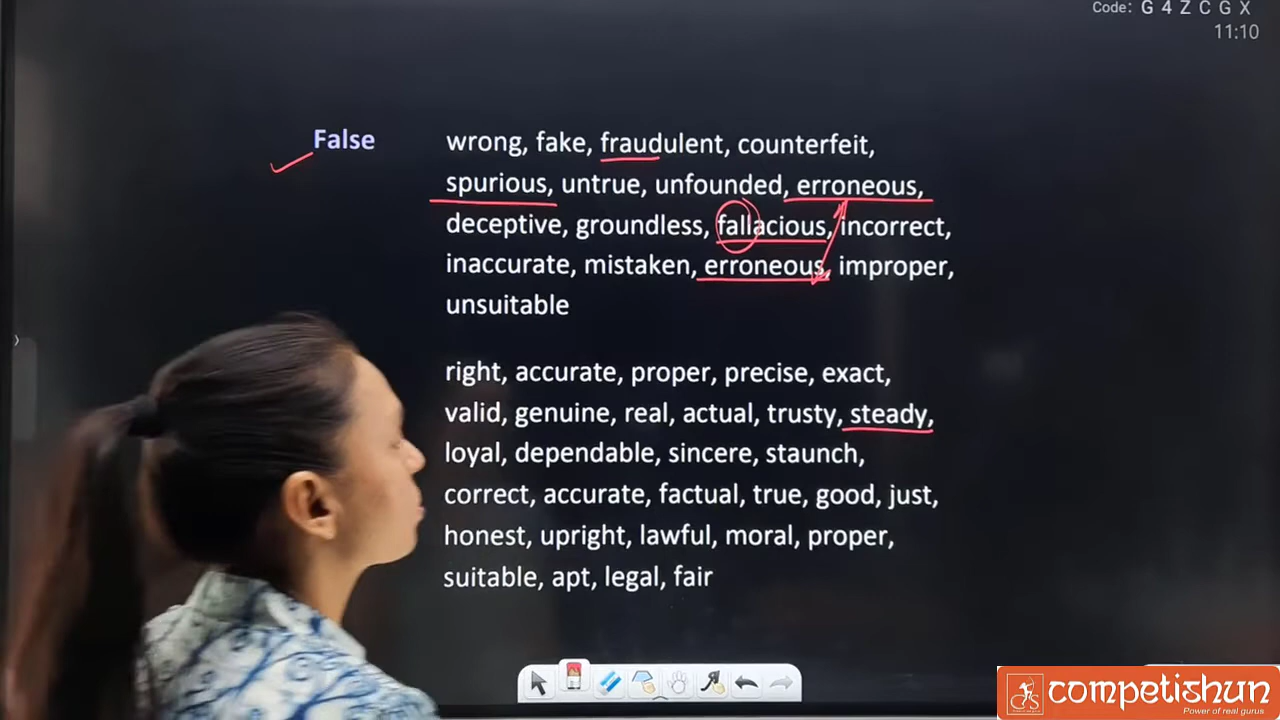 Code: G 4 Z C G X
11:10
False wrong, fake, fraudulent, counterfeit,
spurious, untrue, unfounded, erroneous,
deceptive, groundless, fallacious, incorrect,
inaccurate, mistaken, erroneous, improper,
unsuitable
right, accurate, proper, precise, exact,
valid, genuine, real, actual, trusty, steady,
loyal, dependable, sincere, staunch,
correct, accurate, factual, true, good, just,
honest, upright, lawful, moral, proper,
suitable, apt, legal, fair
competishun
Power of real gurus